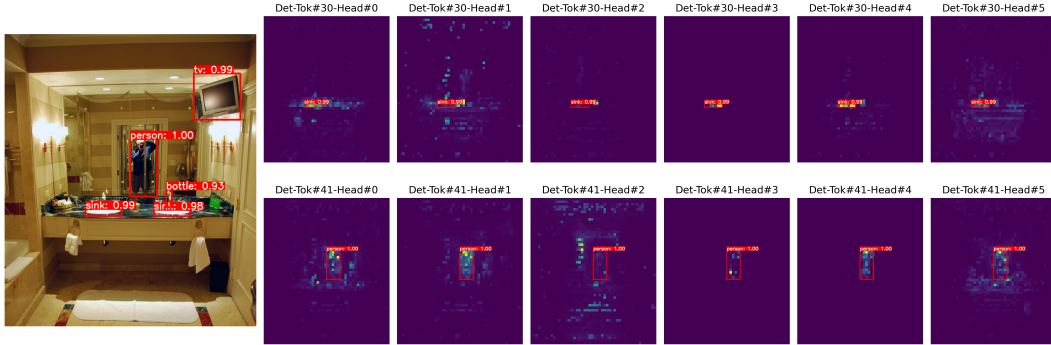 Det-Tok#30-Head#0 Det-Tok#30-Head#1 Det-Tok#30-Head#2 Det-Tok#30-Head#3 Det-Tok#30-Head#4 Det-Tok#30-Head#5
tv: 0.99
sink: 0.99 sink: 0.99 sink: 0.99 sink: 0.99 sink: 0.99 sink: 0.99
person: 1.00
bottle: 0.93
sink: 0.99 0.98
Det-Tok#41-Head#0 Det-Tok#41-Head#1 Det-Tok#41-Head#2 Det-Tok#41-Head#3 Det-Tok#41-Head#4 Det-Tok#41-Head#5
person: 1.00 person: 1.00 person: 1.00 person: 1.00 person: 1.00 person: 1.00